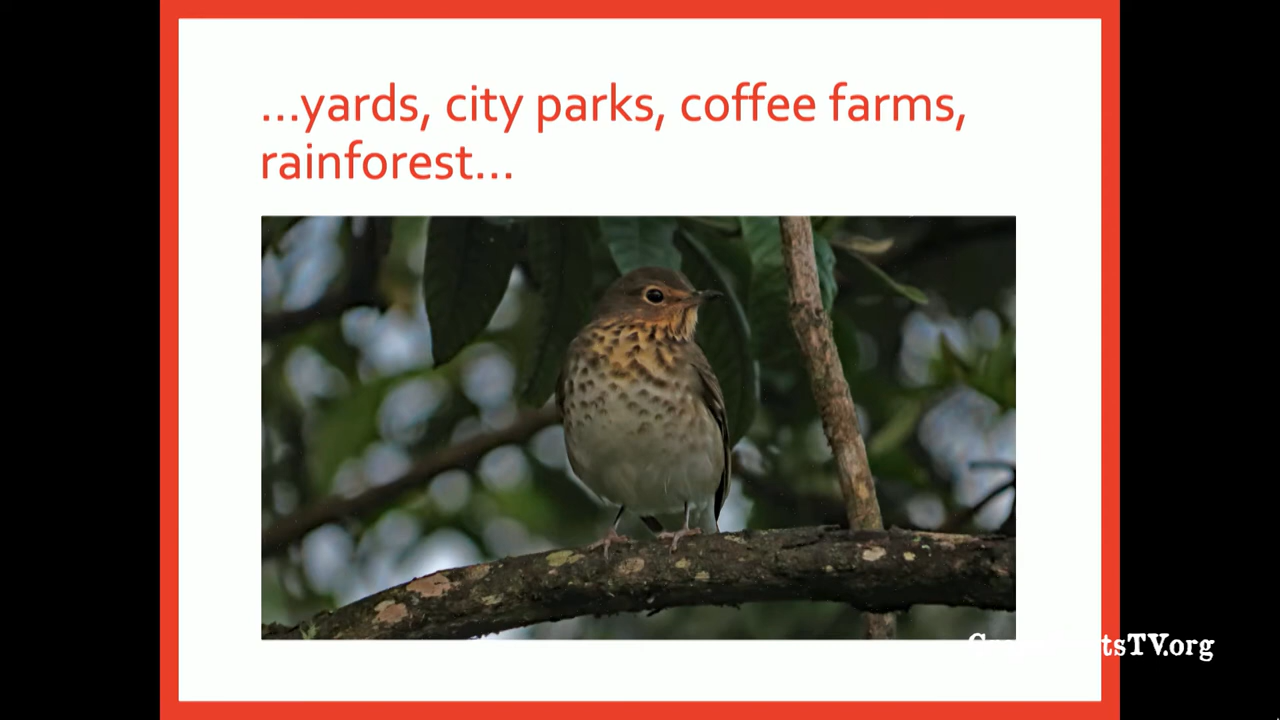 ...yards, city parks, coffee farms,
rainforest...